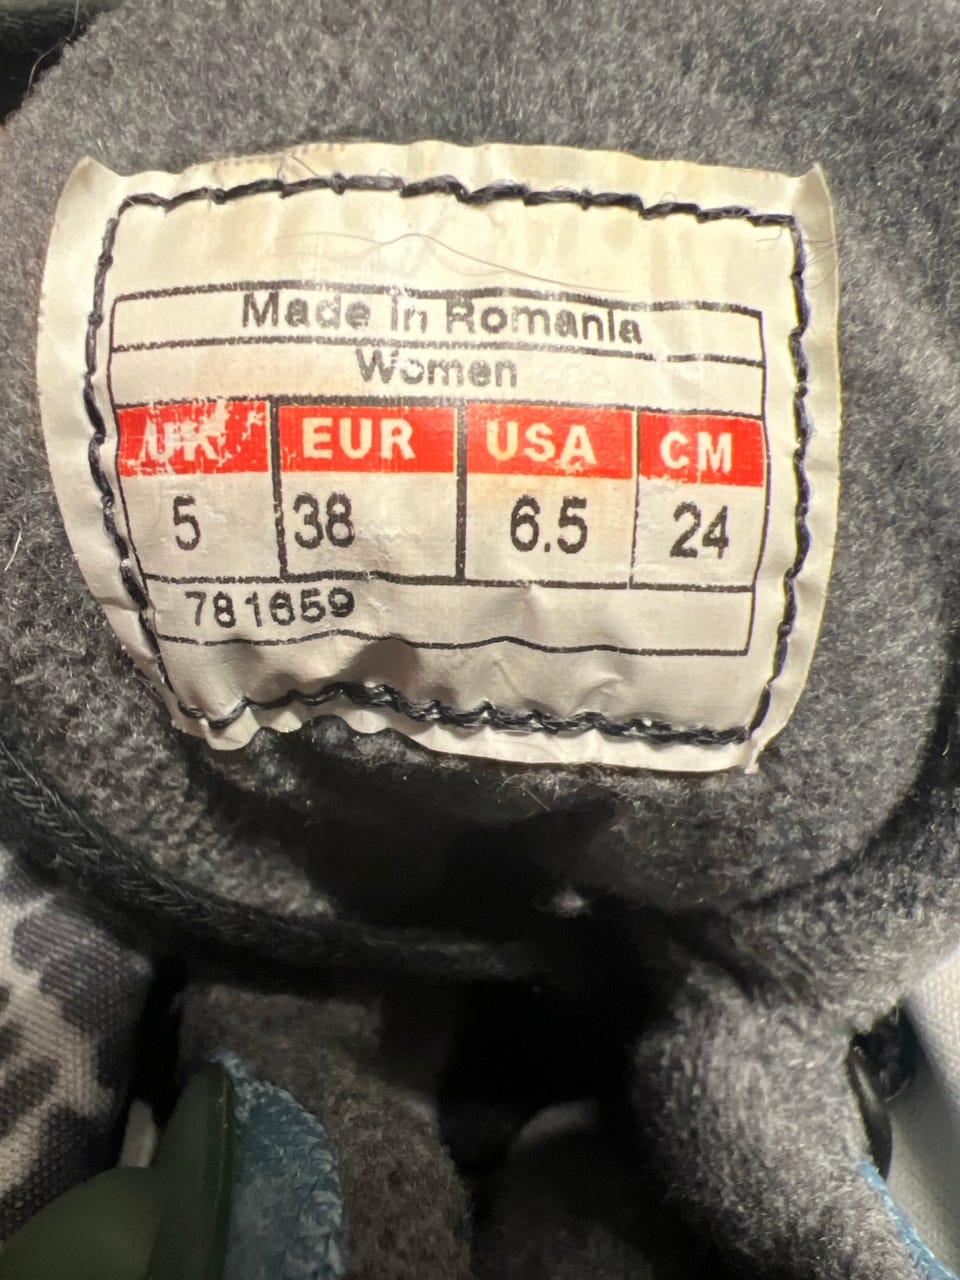 Made in Romania
Women
UK EUR USA CM
5 38 6.5 24
781659